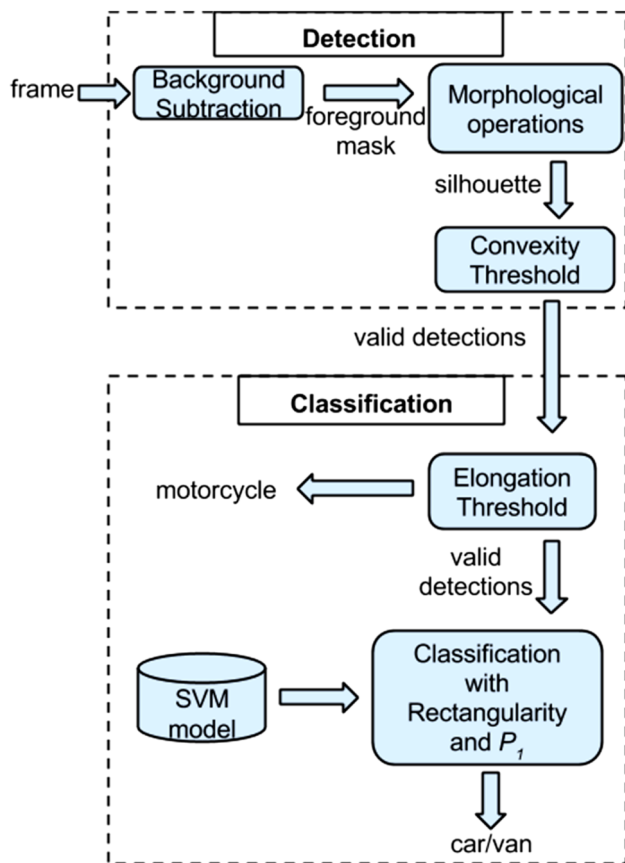 Detection
frame
Background
Subtraction
foreground
mask
Morphological
operations
silhouette
Convexity
Threshold
valid detections
Classification
Elongation
Threshold
motorcycle
valid
detections
SVM
model
Classification
with
Rectangularity
and P₁
car/van